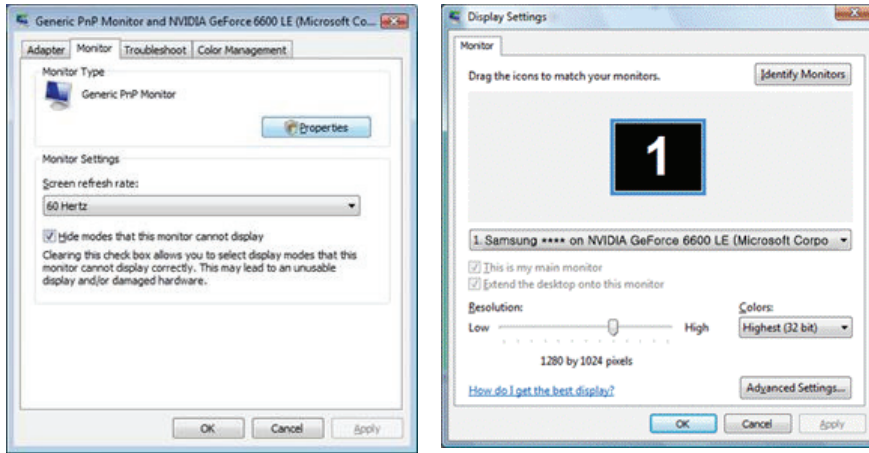 Generic PnP Monitor and NVIDIA GeForce 6600 LE (Microsoft Co...
Adapter Monitor Troubleshoot Color Management
Monitor Type
Generic PnP Monitor
Properties
Monitor Settings
Screen refresh rate:
60 Hertz
Hide modes that this monitor cannot display
Clearing this check box allows you to select display modes that this
monitor cannot display correctly. This may lead to an unusable
display and/or damaged hardware.
OK Cancel Apply
Display Settings
Monitor
Drag the icons to match your monitors. Identify Monitors
1
1. Samsung **** on NVIDIA GeForce 6600 LE (Microsoft Corpo
This is my main monitor
Extend the desktop onto this monitor
Resolution: Colors:
Low High Highest (32 bit)
1280 by 1024 pixels
How do I get the best display? Advanced Settings...
OK Cancel Apply